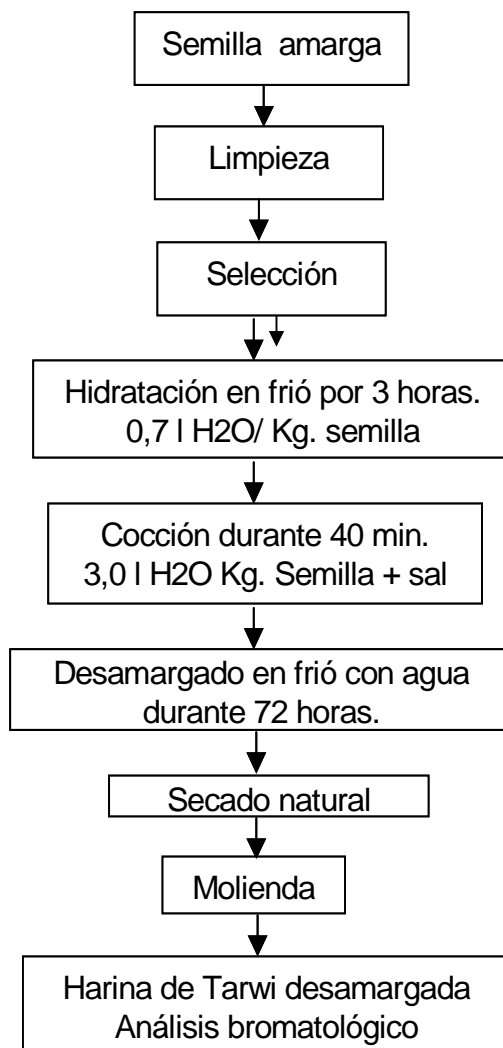 Semilla amarga
Limpieza
Selección
Hidratación en frió por 3 horas.
0,7 l H2O/ Kg. semilla
Cocción durante 40 min.
3,0 l H2O Kg. Semilla + sal
Desamargado en frió con agua
durante 72 horas.
Secado natural
Molienda
Harina de Tarwi desamargada
Análisis bromatológico